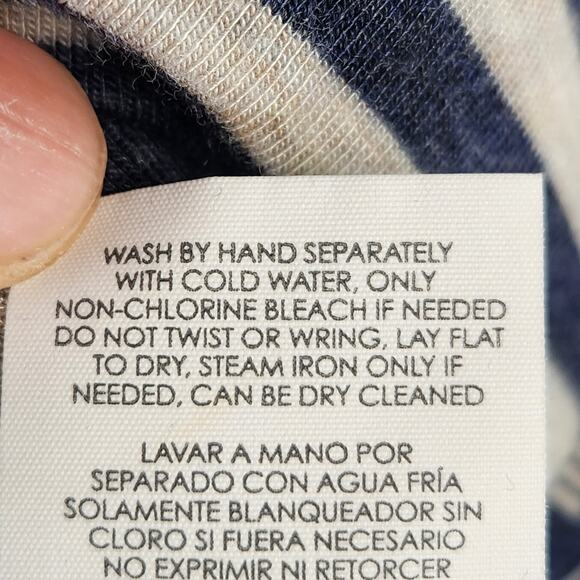 WASH BY HAND SEPARATELY
WITH COLD WATER, ONLY
NON-CHLORINE BLEACH IF NEEDED
DO NOT TWIST OR WRING, LAY FLAT
TO DRY, STEAM IRON ONLY IF
NEEDED, CAN BE DRY CLEANED
LAVAR A MANO POR
SEPARADO CON AGUA FRÍA
SOLAMENTE BLANQUEADOR SIN
CLORO SI FUERA NECESARIO
NO EXPRIMIR NI RETORCER